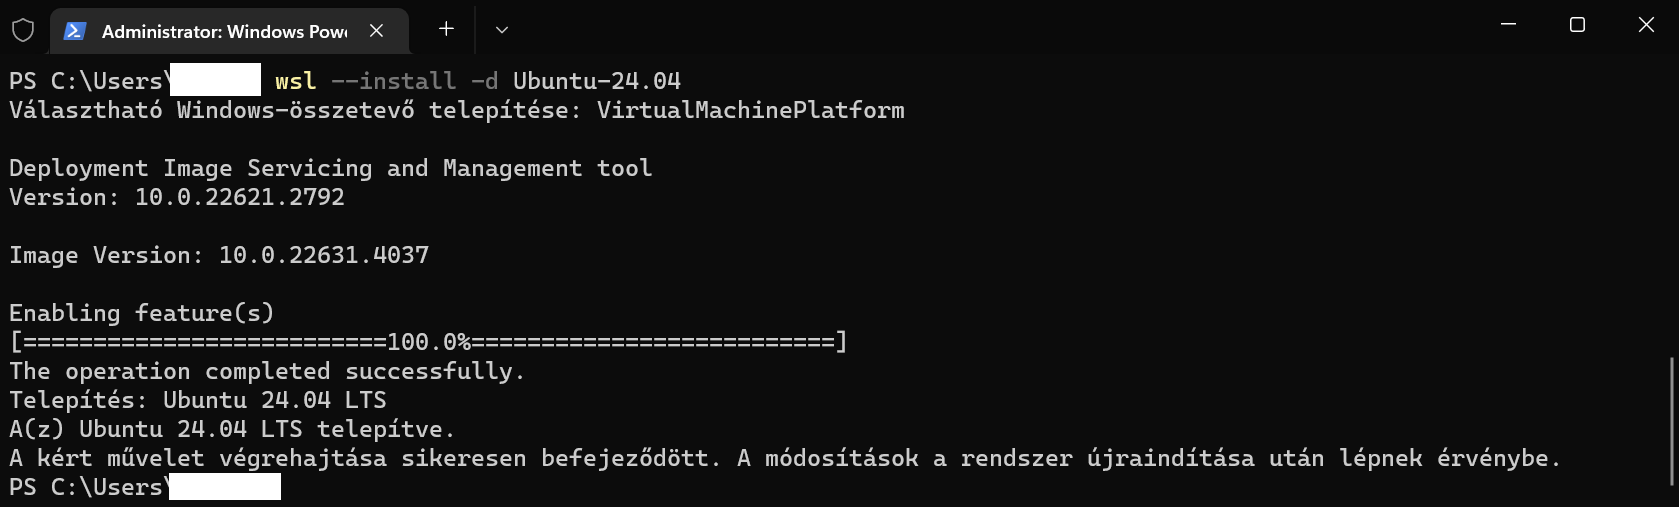 Administrator: Windows Powe
PS C:\Users\ wsl --install -d Ubuntu-24.04
Választható Windows-összetevő telepítése: VirtualMachinePlatform
Deployment Image Servicing and Management tool
Version: 10.0.22621.2792
Image Version: 10.0.22631.4037
Enabling feature(s)
[==========================100.0%==========================]
The operation completed successfully.
Telepítés: Ubuntu 24.04 LTS
A(z) Ubuntu 24.04 LTS telepítve.
A kért művelet végrehajtása sikeresen befejeződött. A módosítások a rendszer újraindítása után lépnek érvénybe.
PS C:\Users\